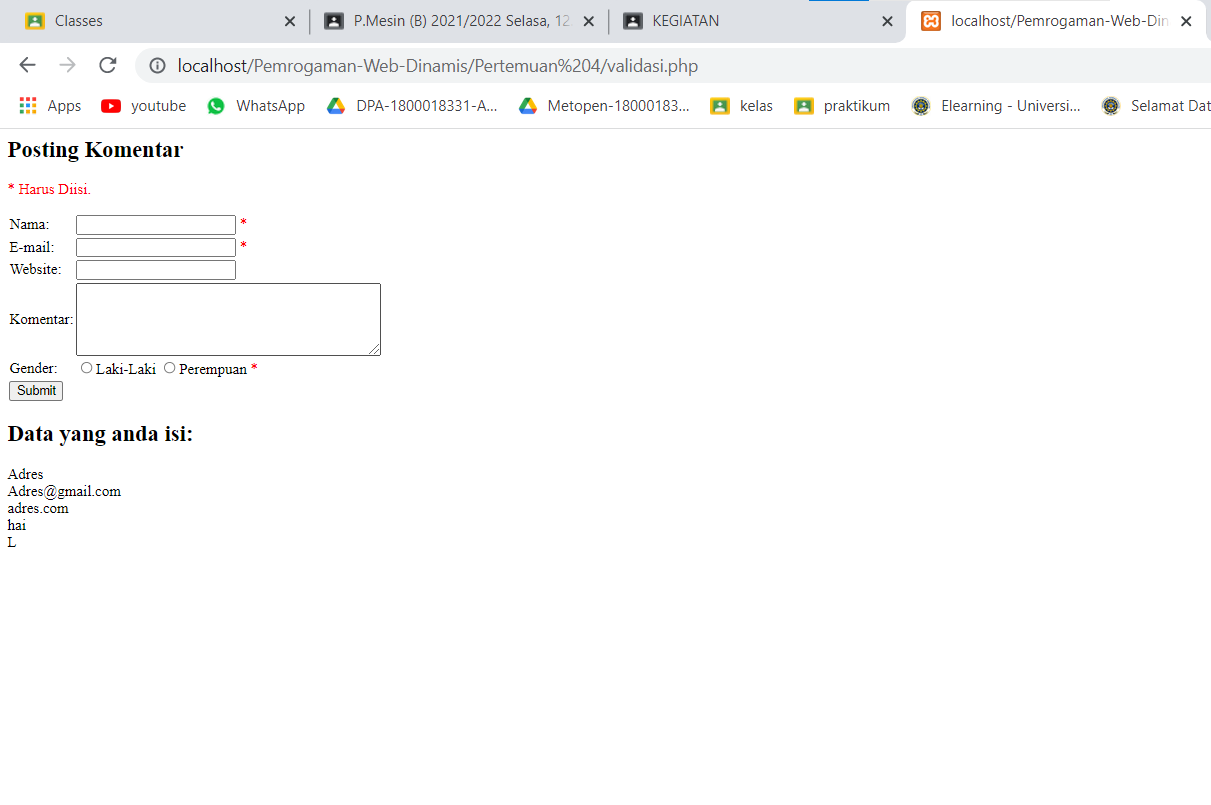 Classes
P.Mesin (B) 2021/2022 Selasa, 12
KEGIATAN
localhost/Pemrogaman-Web-Din
localhost/Pemrogaman-Web-Dinamis/Pertemuan%204/validasi.php
Apps youtube WhatsApp DPA-1800018331-A... Metopen-18000183... kelas praktikum Elearning - Universi... Selamat Dat
Posting Komentar
* Harus Diisi.
Nama: *
E-mail: *
Website:
Komentar:
Gender: Laki-Laki Perempuan *
Submit
Data yang anda isi:
Adres
Adres@gmail.com
adres.com
hai
L